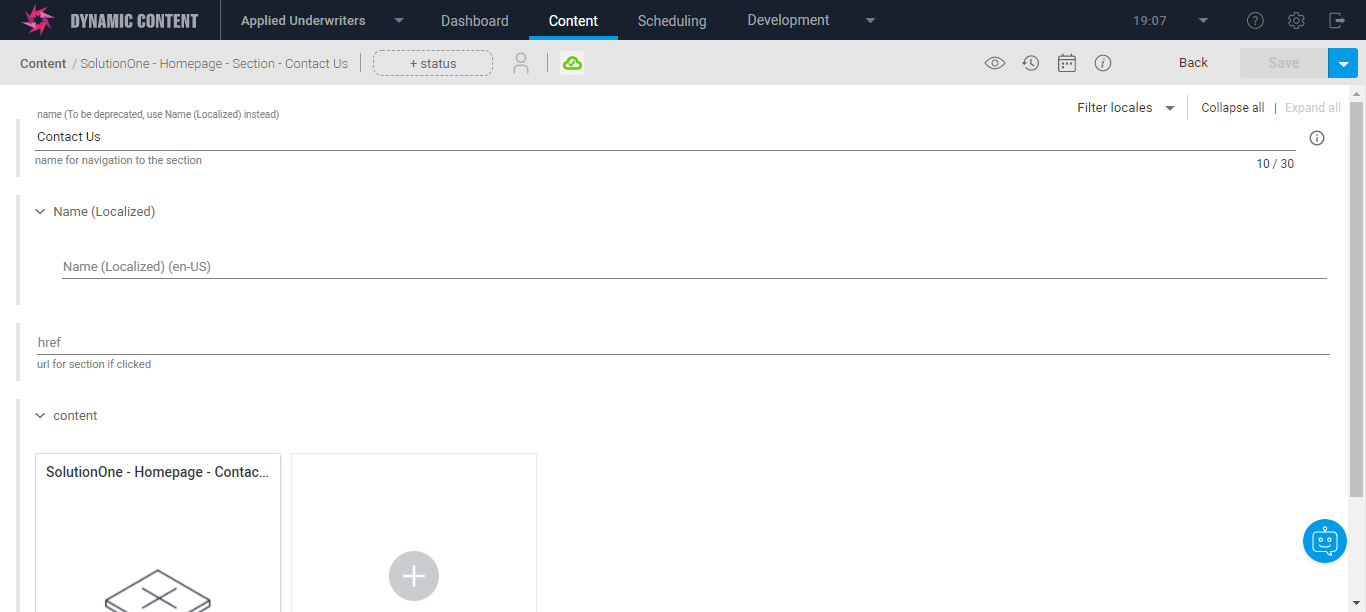 DYNAMIC CONTENT Applied Underwriters Dashboard Content Scheduling Development 19:07
Content / SolutionOne - Homepage - Section - Contact Us + status Back Save
Filter locales Collapse all | Expand all
name (To be deprecated, use Name (Localized) instead)
Contact Us
name for navigation to the section 10 / 30
Name (Localized)
Name (Localized) (en-US)
href
url for section if clicked
content
SolutionOne - Homepage - Contac...